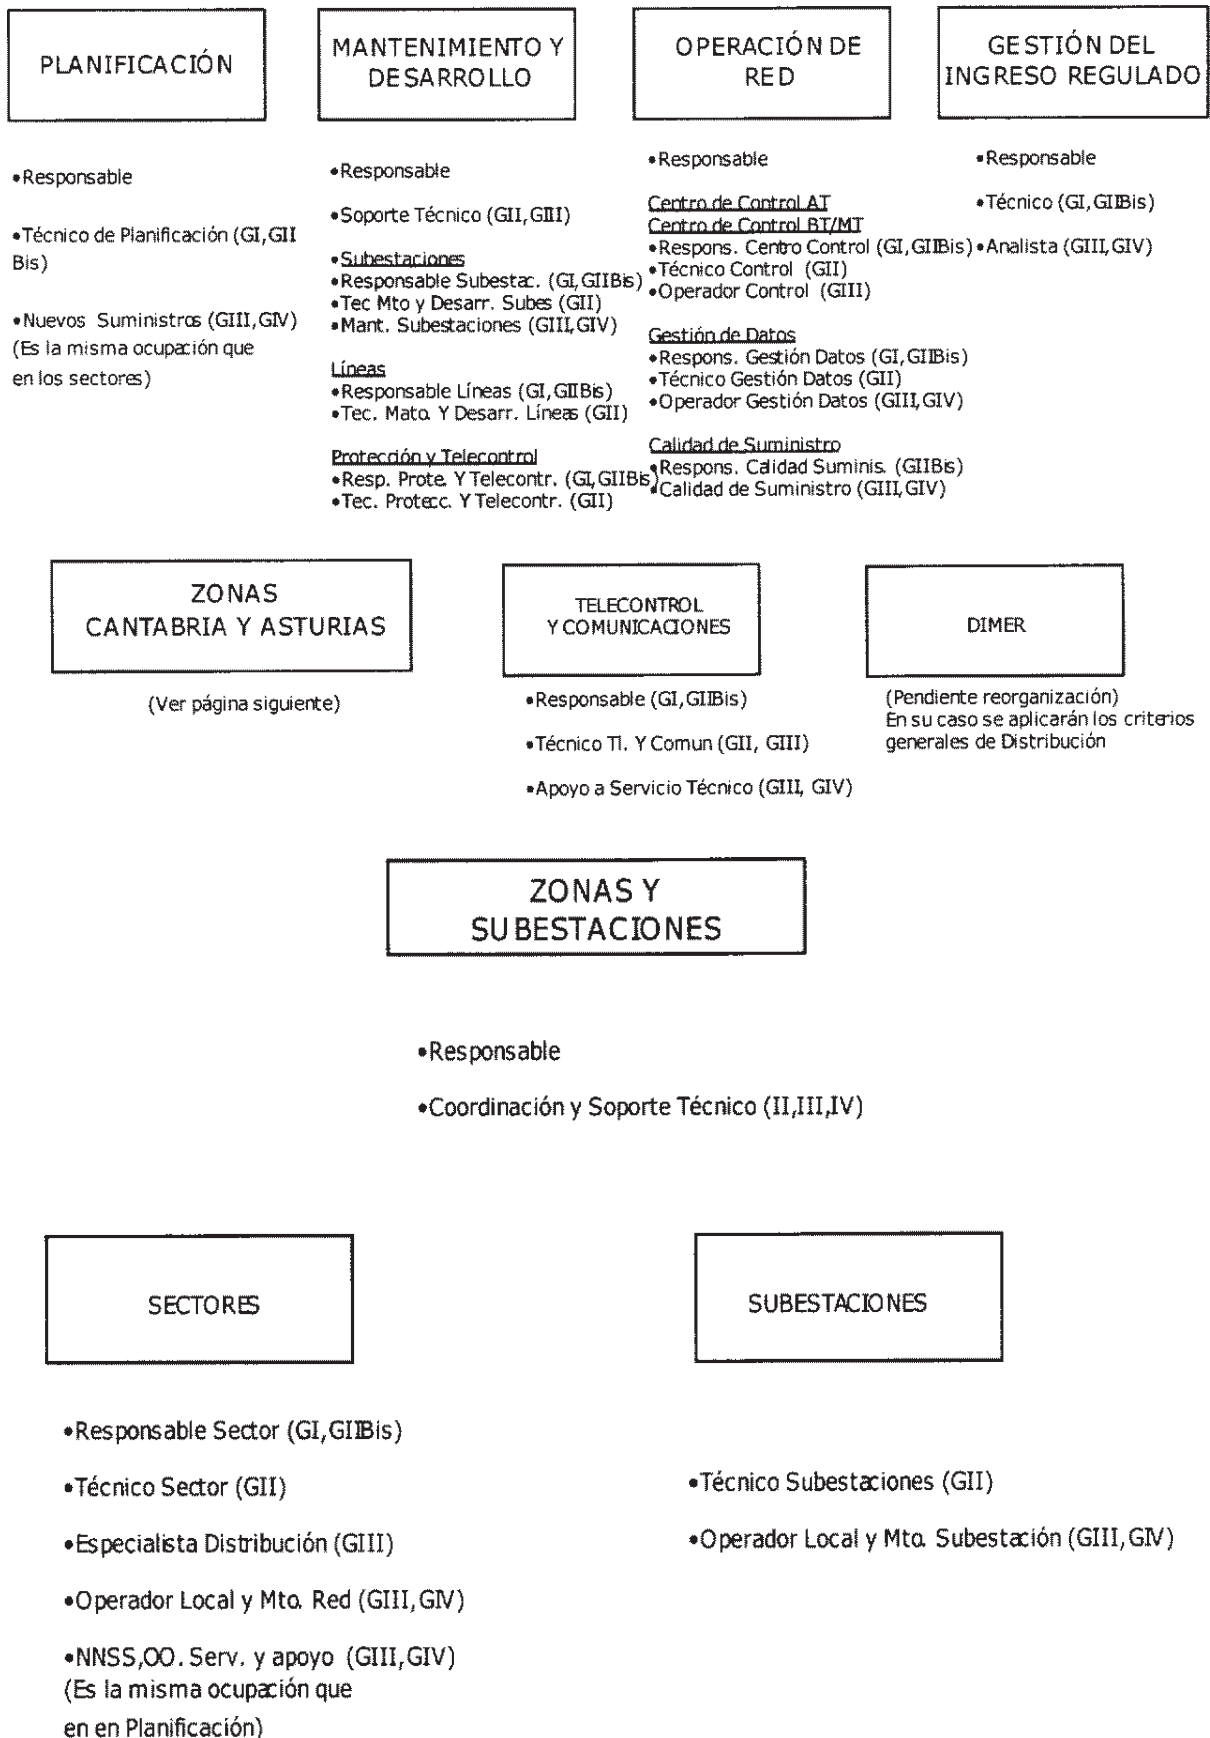 PLANIFICACIÓN
•Responsable
•Técnico de Planificación (GI,GII
Bis)
•Nuevos Suministros (GIII,GIV)
(Es la misma ocupación que
en los sectores)
MANTENIMIENTO Y
DESARROLLO
•Responsable
•Soporte Técnico (GII,GIII)
•Subestaciones
•Responsable Subestac. (GI,GIIBis)
•Tec Mto y Desarr. Subes (GII)
•Mant. Subestaciones (GIII,GIV)
Líneas
•Responsable Líneas (GI,GIIBis)
•Tec. Mato. Y Desarr. Líneas (GII)
Protección y Telecontrol
•Resp. Prote. Y Telecontr. (GI,GIIBis)
•Tec. Protecc. Y Telecontr. (GII)
OPERACIÓN DE
RED
•Responsable
Centro de Control AT
Centro de Control BT/MT
•Respons. Centro Control (GI,GIIBis)
•Técnico Control (GII)
•Operador Control (GIII)
Gestión de Datos
•Respons. Gestión Datos (GI,GIIBis)
•Técnico Gestión Datos (GII)
•Operador Gestión Datos (GIII,GIV)
Calidad de Suministro
•Respons. Calidad Suminis. (GIIBis)
•Calidad de Suministro (GIII,GIV)
GESTIÓN DEL
INGRESO REGULADO
•Responsable
•Técnico (GI,GIIBis)
•Analista (GIII,GIV)
ZONAS
CANTABRIA Y ASTURIAS
(Ver página siguiente)
TELECONTROL
Y COMUNICACIONES
•Responsable (GI,GIIBis)
•Técnico Tl. Y Comun (GII, GIII)
•Apoyo a Servicio Técnico (GIII, GIV)
DIMER
(Pendiente reorganización)
En su caso se aplicarán los criterios
generales de Distribución
ZONAS Y
SUBESTACIONES
•Responsable
•Coordinación y Soporte Técnico (II,III,IV)
SECTORES
•Responsable Sector (GI,GIIBis)
•Técnico Sector (GII)
•Especialista Distribución (GIII)
•Operador Local y Mto. Red (GIII,GIV)
•NNSS,OO. Serv. y apoyo (GIII,GIV)
(Es la misma ocupación que
en en Planificación)
SUBESTACIONES
•Técnico Subestaciones (GII)
•Operador Local y Mto. Subestación (GIII,GIV)